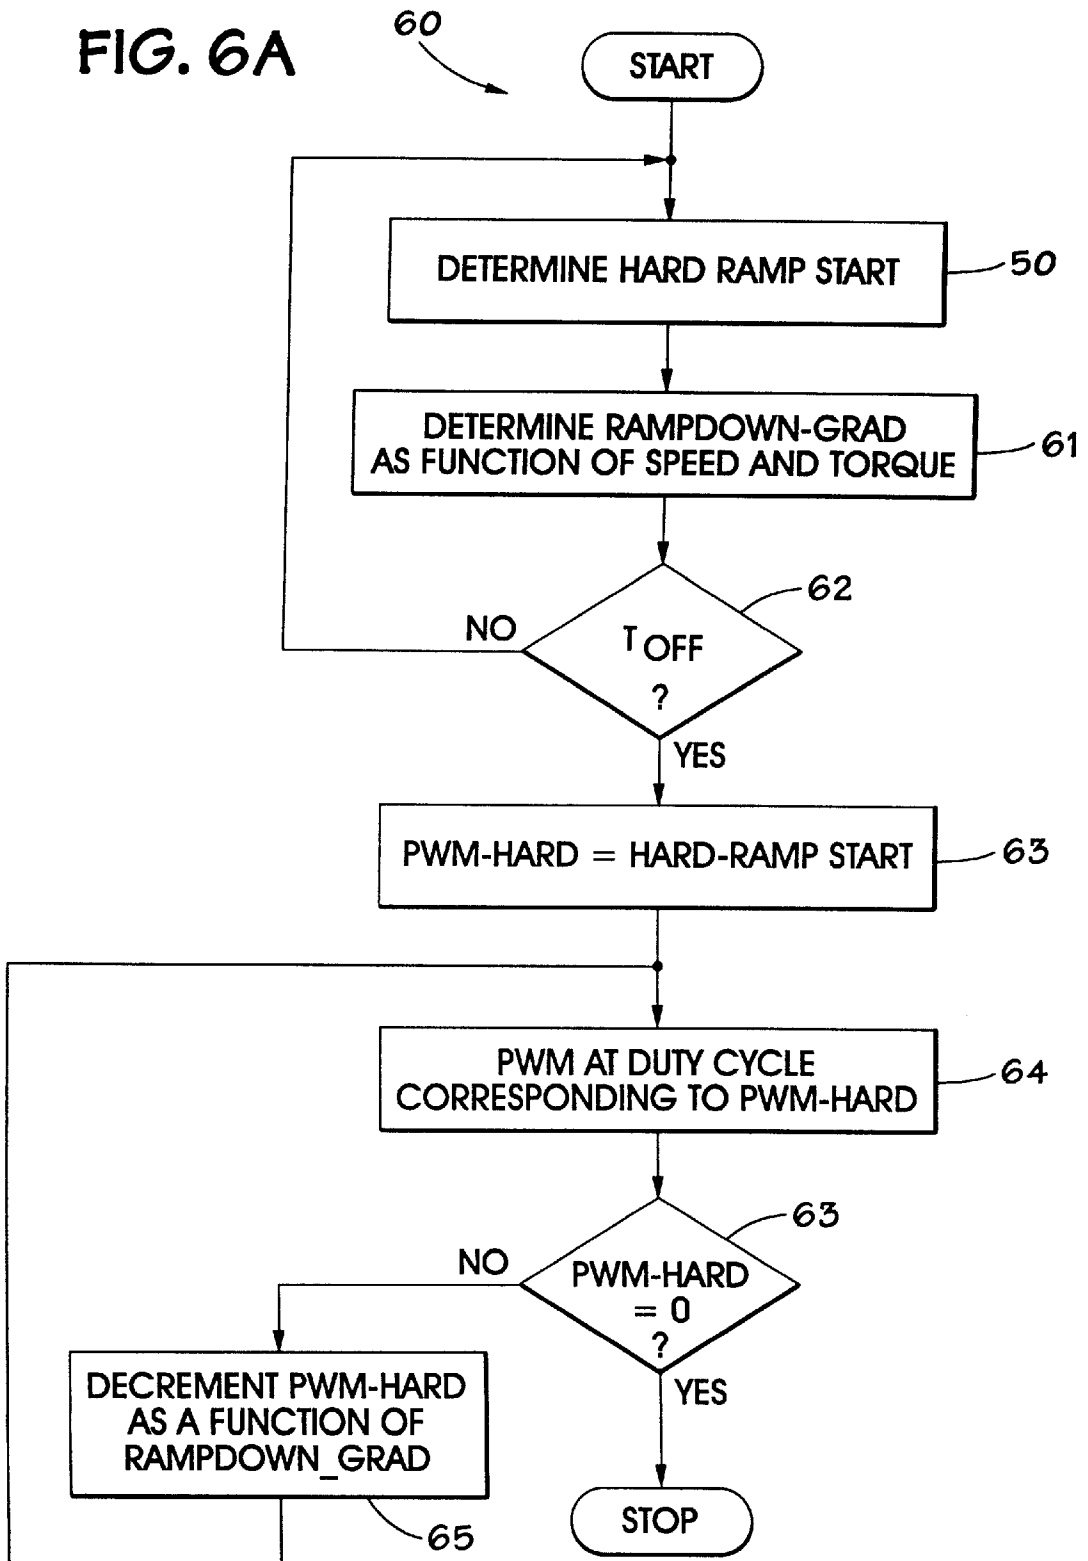 FIG. 6A
60
START
DETERMINE HARD RAMP START
50
DETERMINE RAMPDOWN-GRAD
AS FUNCTION OF SPEED AND TORQUE
61
62
NO
T OFF
?
YES
PWM-HARD = HARD-RAMP START
63
PWM AT DUTY CYCLE
CORRESPONDING TO PWM-HARD
64
63
NO
PWM-HARD
= 0
?
YES
DECREMENT PWM-HARD
AS A FUNCTION OF
RAMPDOWN_GRAD
65
STOP